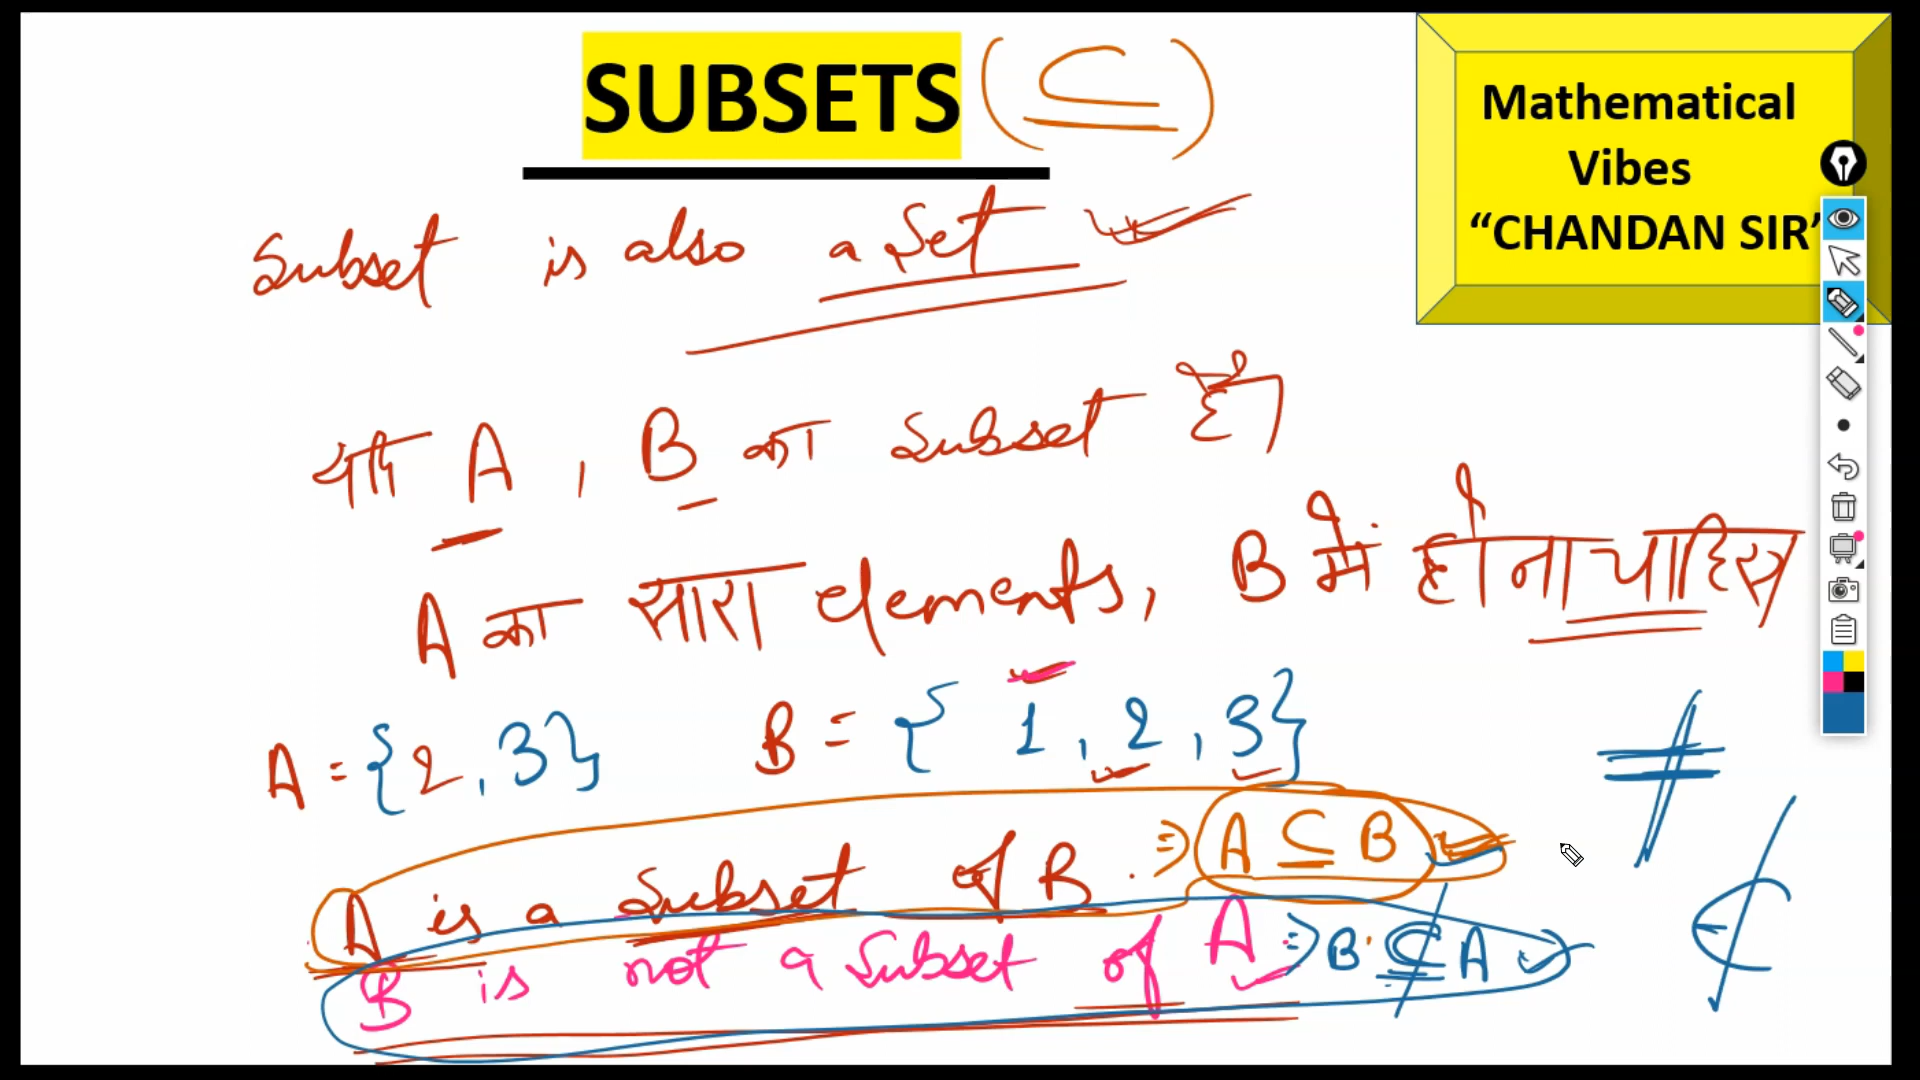 SUBSETS (⊆)
Mathematical
Vibes
“CHANDAN SIR”
Subset is also a Set
यदि A , B का Subset है।
A का सारा elements, B में होना चाहिए
A = {2, 3} B = { 1, 2, 3}
≠
A is a Subset of B. ⇒ A ⊆ B
∉
B is not a Subset of A ⇒ B ⊈ A